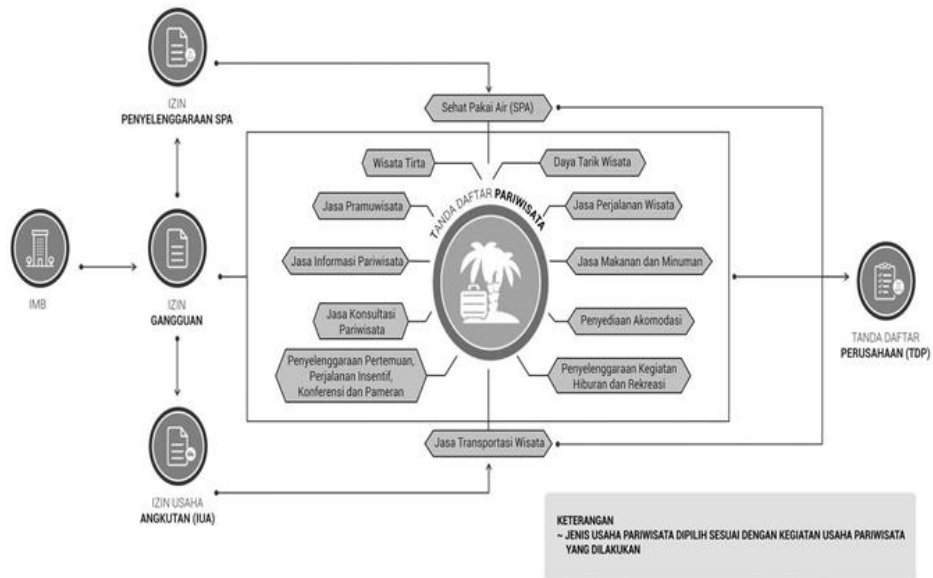 IZIN
PENYELENGGARAAN SPA
Sehat Pakai Air (SPA)
Wisata Tirta
Daya Tarik Wisata
TANDA DAFTAR PARIWISATA
Jasa Pramuwisata
Jasa Perjalanan Wisata
Jasa Informasi Pariwisata
Jasa Makanan dan Minuman
IMB
IZIN
GANGGUAN
Jasa Konsultasi
Pariwisata
Penyediaan Akomodasi
TANDA DAFTAR
PERUSAHAAN (TDP)
Penyelenggaraan Pertemuan,
Perjalanan Insentif,
Konferensi dan Pameran
Penyelenggaraan Kegiatan
Hiburan dan Rekreasi
Jasa Transportasi Wisata
IZIN USAHA
ANGKUTAN (IUA)
KETERANGAN
~ JENIS USAHA PARIWISATA DIPILIH SESUAI DENGAN KEGIATAN USAHA PARIWISATA
YANG DILAKUKAN